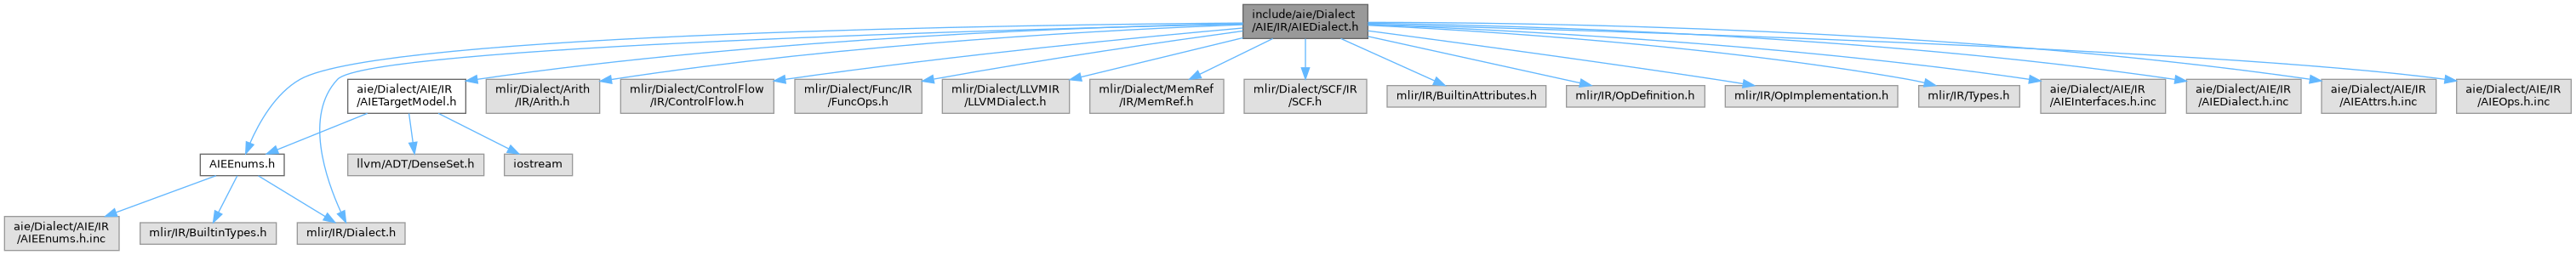 include/aie/Dialect
/AIE/IR/AIEDialect.h
aie/Dialect/AIE/IR
/AIETargetModel.h
mlir/Dialect/Arith
/IR/Arith.h
mlir/Dialect/ControlFlow
/IR/ControlFlow.h
mlir/Dialect/Func/IR
/FuncOps.h
mlir/Dialect/LLVMIR
/LLVMDialect.h
mlir/Dialect/MemRef
/IR/MemRef.h
mlir/Dialect/SCF/IR
/SCF.h
mlir/IR/BuiltinAttributes.h
mlir/IR/OpDefinition.h
mlir/IR/OpImplementation.h
mlir/IR/Types.h
aie/Dialect/AIE/IR
/AIEInterfaces.h.inc
aie/Dialect/AIE/IR
/AIEDialect.h.inc
aie/Dialect/AIE/IR
/AIEAttrs.h.inc
aie/Dialect/AIE/IR
/AIEOps.h.inc
AIEEnums.h
llvm/ADT/DenseSet.h
iostream
aie/Dialect/AIE/IR
/AIEEnums.h.inc
mlir/IR/BuiltinTypes.h
mlir/IR/Dialect.h